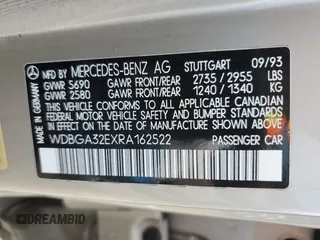 MFD. BY MERCEDES-BENZ AG STUTTGART 09/93
GVWR 5690 GAWR FRONT/REAR 2735 / 2955 LBS
GVWR 2580 GAWR FRONT/REAR 1240 / 1340 KG
MADE IN GERMANY
THIS VEHICLE CONFORMS TO ALL APPLICABLE CANADIAN
FEDERAL MOTOR VEHICLE SAFETY STANDARDS IN
EFFECT ON THE DATE OF MANUFACTURE SHOWN ABOVE
WDBGA32EXRA162522 PASSENGER CAR
DREAMBID